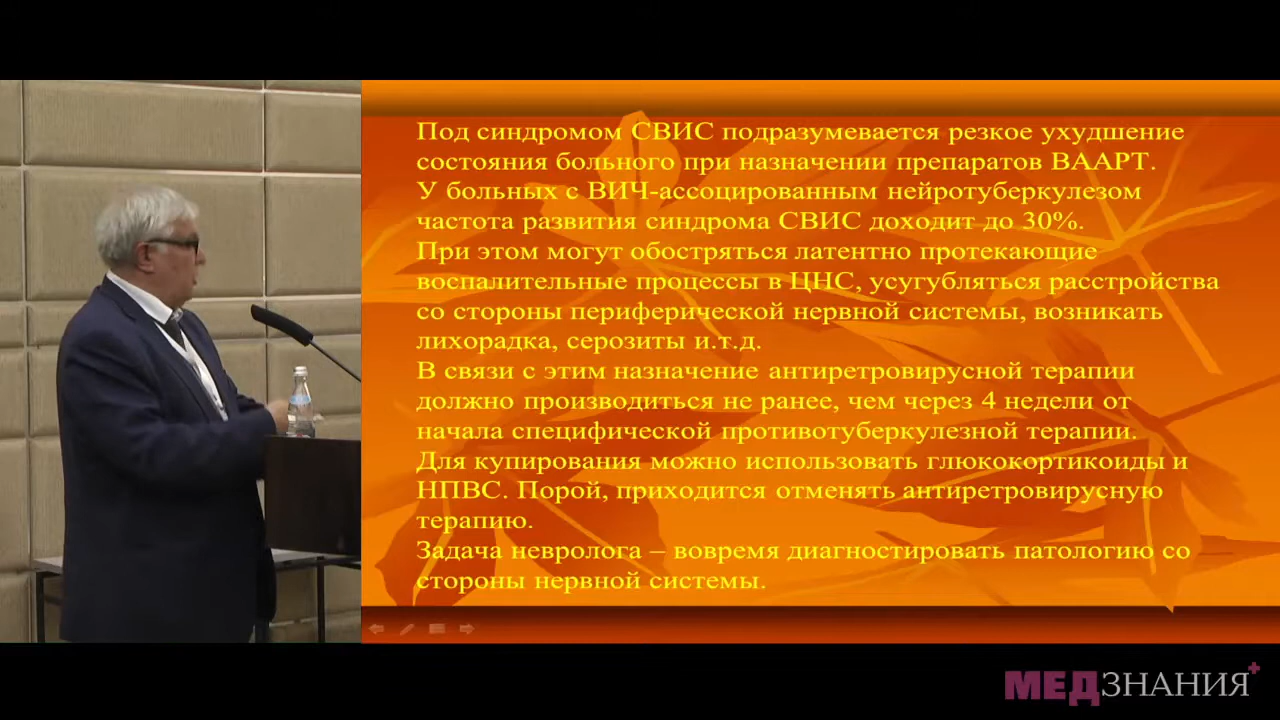 Под синдромом СВИС подразумевается резкое ухудшение
состояния больного при назначении препаратов ВААРТ.
У больных с ВИЧ-ассоцированным нейротуберкулезом
частота развития синдрома СВИС доходит до 30%.
При этом могут обостряться латентно протекающие
воспалительные процессы в ЦНС, усугубляться расстройства
со стороны периферической нервной системы, возникать
лихорадка, серозиты и.т.д.
В связи с этим назначение антиретровирусной терапии
должно производиться не ранее, чем через 4 недели от
начала специфической противотуберкулезной терапии.
Для купирования можно использовать глюкокортикоиды и
НПВС. Порой, приходится отменять антиретровирусную
терапию.
Задача невролога – вовремя диагностировать патологию со
стороны нервной системы.
МЕДЗНАНИЯ+